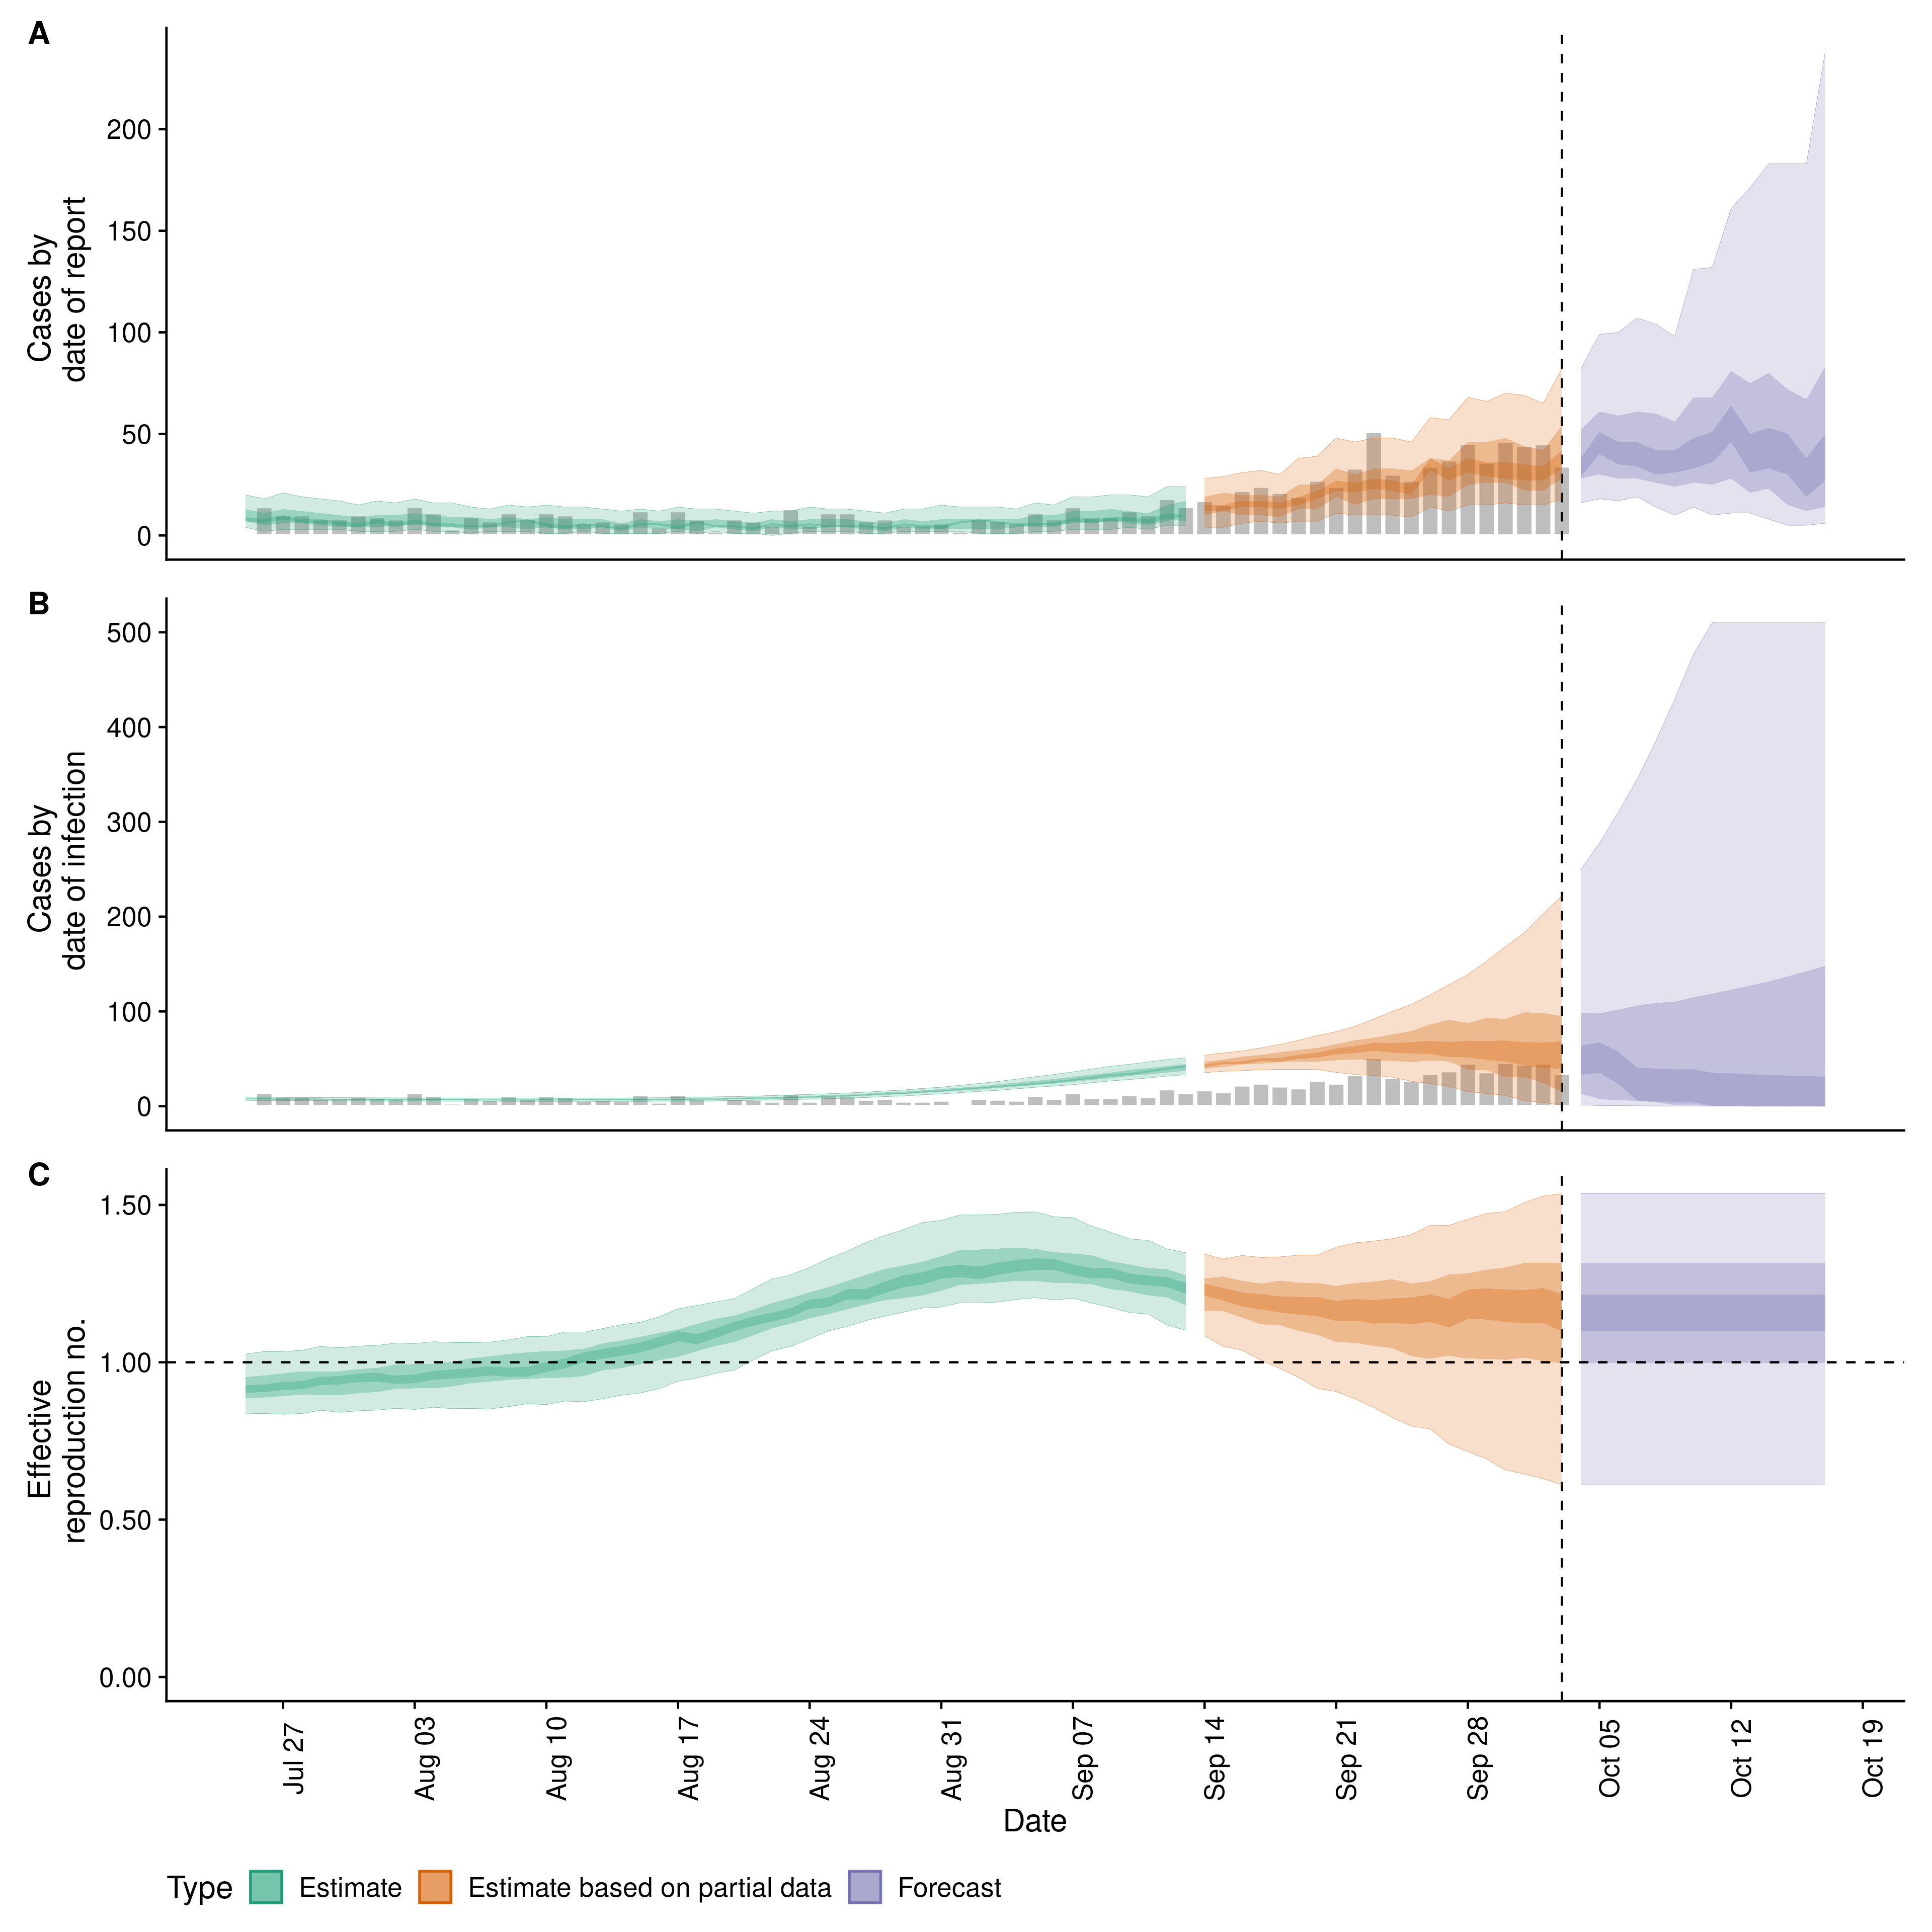 A
Cases by
date of report
200
150
100
50
0
B
Cases by
date of infection
500
400
300
200
100
0
C
Effective
reproduction no.
1.50
1.00
0.50
0.00
Jul 27
Aug 03
Aug 10
Aug 17
Aug 24
Aug 31
Sep 07
Sep 14
Sep 21
Sep 28
Oct 05
Oct 12
Oct 19
Date
Type Estimate Estimate based on partial data Forecast